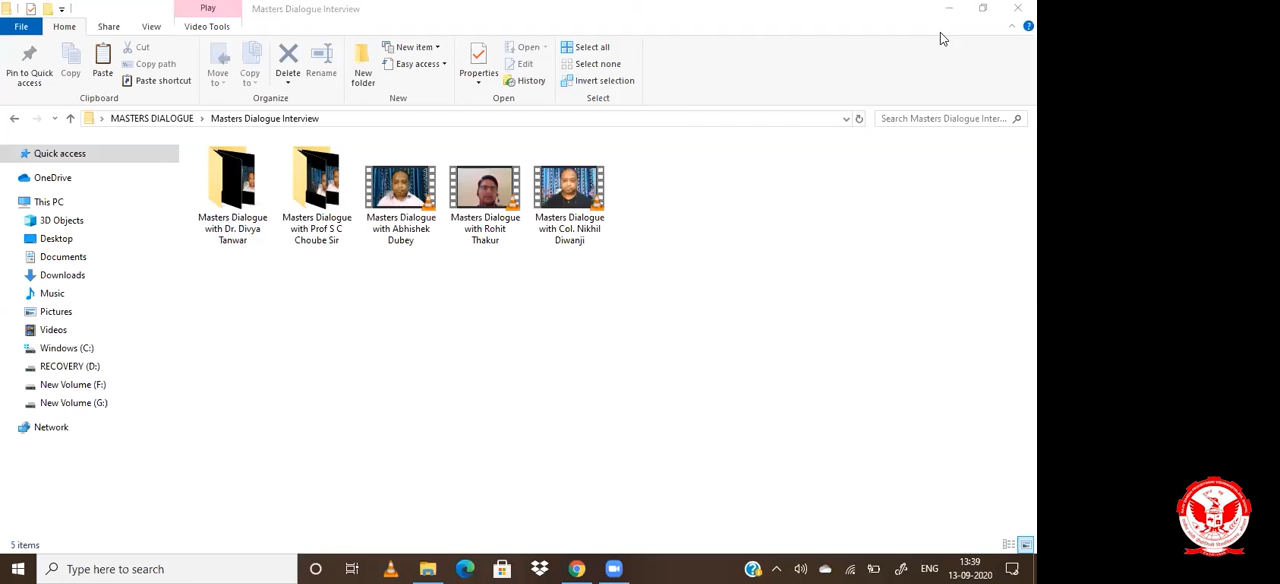 Play
Masters Dialogue Interview
File
Home
Share
View
Video Tools
Pin to Quick
access
Copy
Paste
Cut
Copy path
Paste shortcut
Clipboard
Move
to
Copy
to
Delete
Rename
Organize
New
folder
New item
Easy access
New
Properties
Open
Edit
History
Open
Select all
Select none
Invert selection
Select
MASTERS DIALOGUE > Masters Dialogue Interview
Search Masters Dialogue Inter...
Quick access
OneDrive
This PC
3D Objects
Desktop
Documents
Downloads
Music
Pictures
Videos
Windows (C:)
RECOVERY (D:)
New Volume (F:)
New Volume (G:)
Network
Masters Dialogue
with Dr. Divya
Tanwar
Masters Dialogue
with Prof S C
Choube Sir
Masters Dialogue
with Abhishek
Dubey
Masters Dialogue
with Rohit
Thakur
Masters Dialogue
with Col. Nikhil
Diwanji
5 items
Type here to search
ENG
13:39
13-09-2020